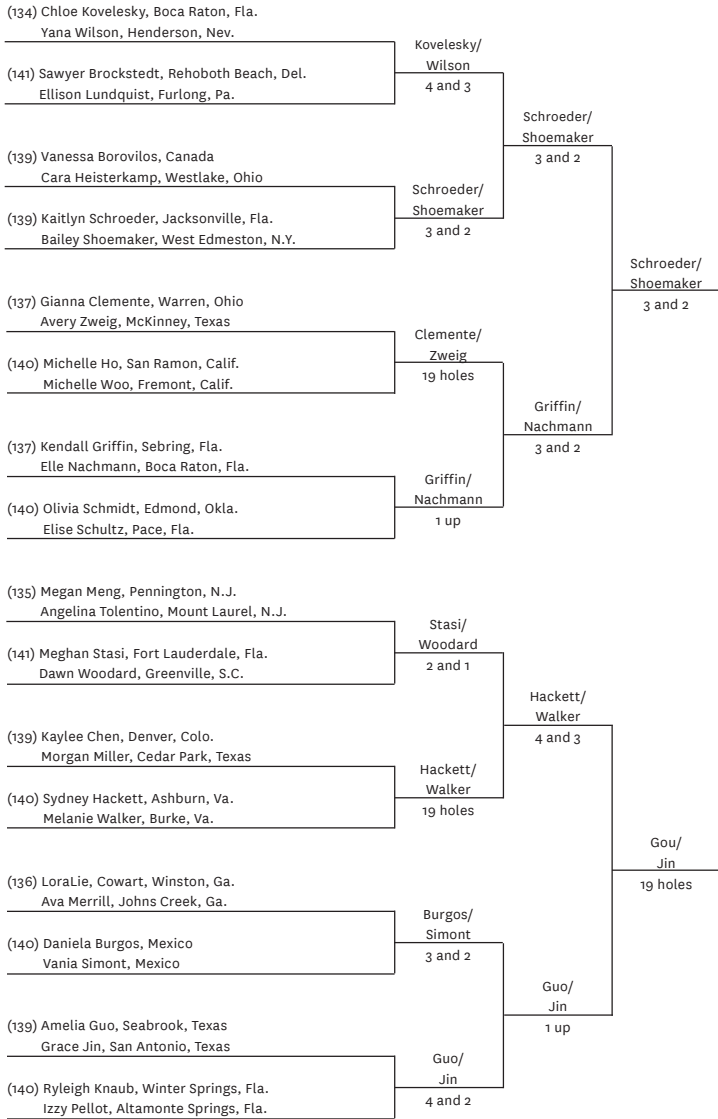 (134) Chloe Kovelesky, Boca Raton, Fla.
Yana Wilson, Henderson, Nev.
Kovelesky/
Wilson
4 and 3
(141) Sawyer Brockstedt, Rehoboth Beach, Del.
Ellison Lundquist, Furlong, Pa.
Schroeder/
Shoemaker
3 and 2
(139) Vanessa Borovilos, Canada
Cara Heisterkamp, Westlake, Ohio
Schroeder/
Shoemaker
3 and 2
(139) Kaitlyn Schroeder, Jacksonville, Fla.
Bailey Shoemaker, West Edmeston, N.Y.
Schroeder/
Shoemaker
3 and 2
(137) Gianna Clemente, Warren, Ohio
Avery Zweig, McKinney, Texas
Clemente/
Zweig
19 holes
(140) Michelle Ho, San Ramon, Calif.
Michelle Woo, Fremont, Calif.
Griffin/
Nachmann
3 and 2
(137) Kendall Griffin, Sebring, Fla.
Elle Nachmann, Boca Raton, Fla.
Griffin/
Nachmann
1 up
(140) Olivia Schmidt, Edmond, Okla.
Elise Schultz, Pace, Fla.
(135) Megan Meng, Pennington, N.J.
Angelina Tolentino, Mount Laurel, N.J.
Stasi/
Woodard
2 and 1
(141) Meghan Stasi, Fort Lauderdale, Fla.
Dawn Woodard, Greenville, S.C.
Hackett/
Walker
4 and 3
(139) Kaylee Chen, Denver, Colo.
Morgan Miller, Cedar Park, Texas
Hackett/
Walker
19 holes
(140) Sydney Hackett, Ashburn, Va.
Melanie Walker, Burke, Va.
Gou/
Jin
19 holes
(136) LoraLie, Cowart, Winston, Ga.
Ava Merrill, Johns Creek, Ga.
Burgos/
Simont
3 and 2
(140) Daniela Burgos, Mexico
Vania Simont, Mexico
Guo/
Jin
1 up
(139) Amelia Guo, Seabrook, Texas
Grace Jin, San Antonio, Texas
Guo/
Jin
4 and 2
(140) Ryleigh Knaub, Winter Springs, Fla.
Izzy Pellot, Altamonte Springs, Fla.